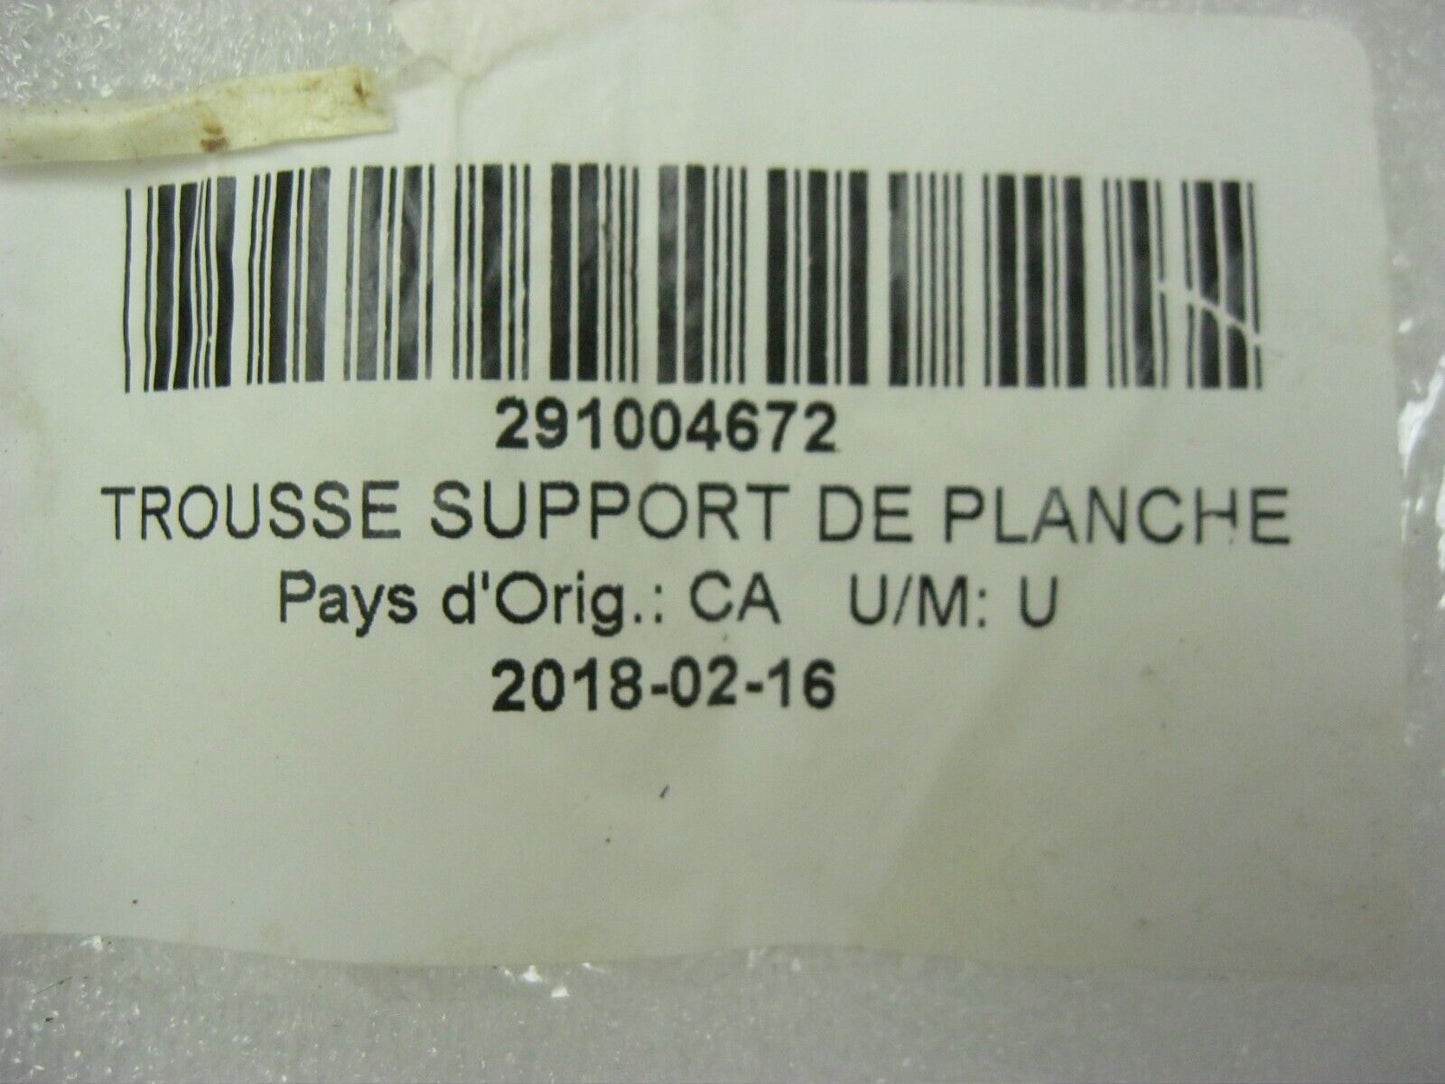 291004672
TROUSSE SUPPORT DE PLANCHE
Pays d'Orig.: CA U/M: U
2018-02-16